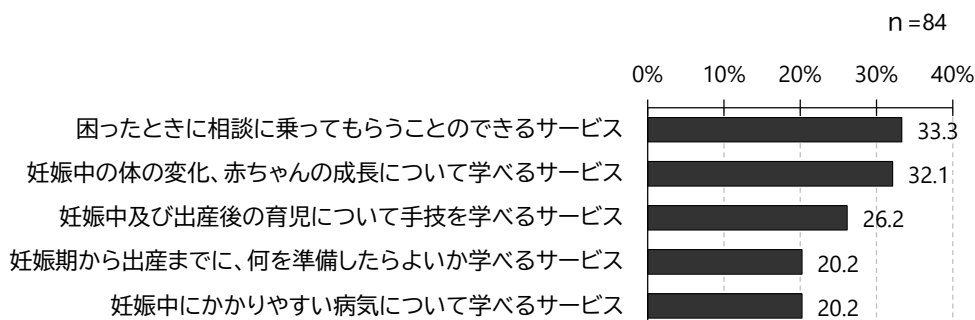 n=84
0% 10% 20% 30% 40%
困ったときに相談に乗ってもらうことのできるサービス 33.3
妊娠中の体の変化、赤ちゃんの成長について学べるサービス 32.1
妊娠中及び出産後の育児について手技を学べるサービス 26.2
妊娠期から出産までに、何を準備したらよいか学べるサービス 20.2
妊娠中にかかりやすい病気について学べるサービス 20.2